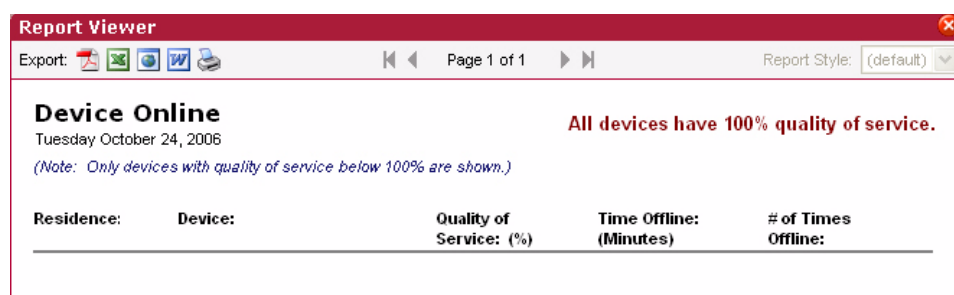 Report Viewer
Export: Page 1 of 1 Report Style: (default)
Device Online
All devices have 100% quality of service.
Tuesday October 24, 2006
(Note: Only devices with quality of service below 100% are shown.)
Residence: Device: Quality of Time Offline: # of Times
Service: (%) (Minutes) Offline: